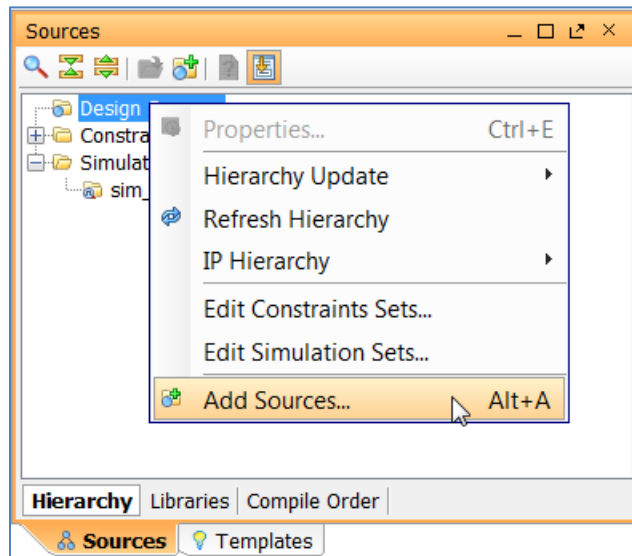 Sources
Design
Constra
Simulat
sim_
Properties... Ctrl+E
Hierarchy Update
Refresh Hierarchy
IP Hierarchy
Edit Constraints Sets...
Edit Simulation Sets...
Add Sources... Alt+A
Hierarchy Libraries Compile Order
Sources Templates